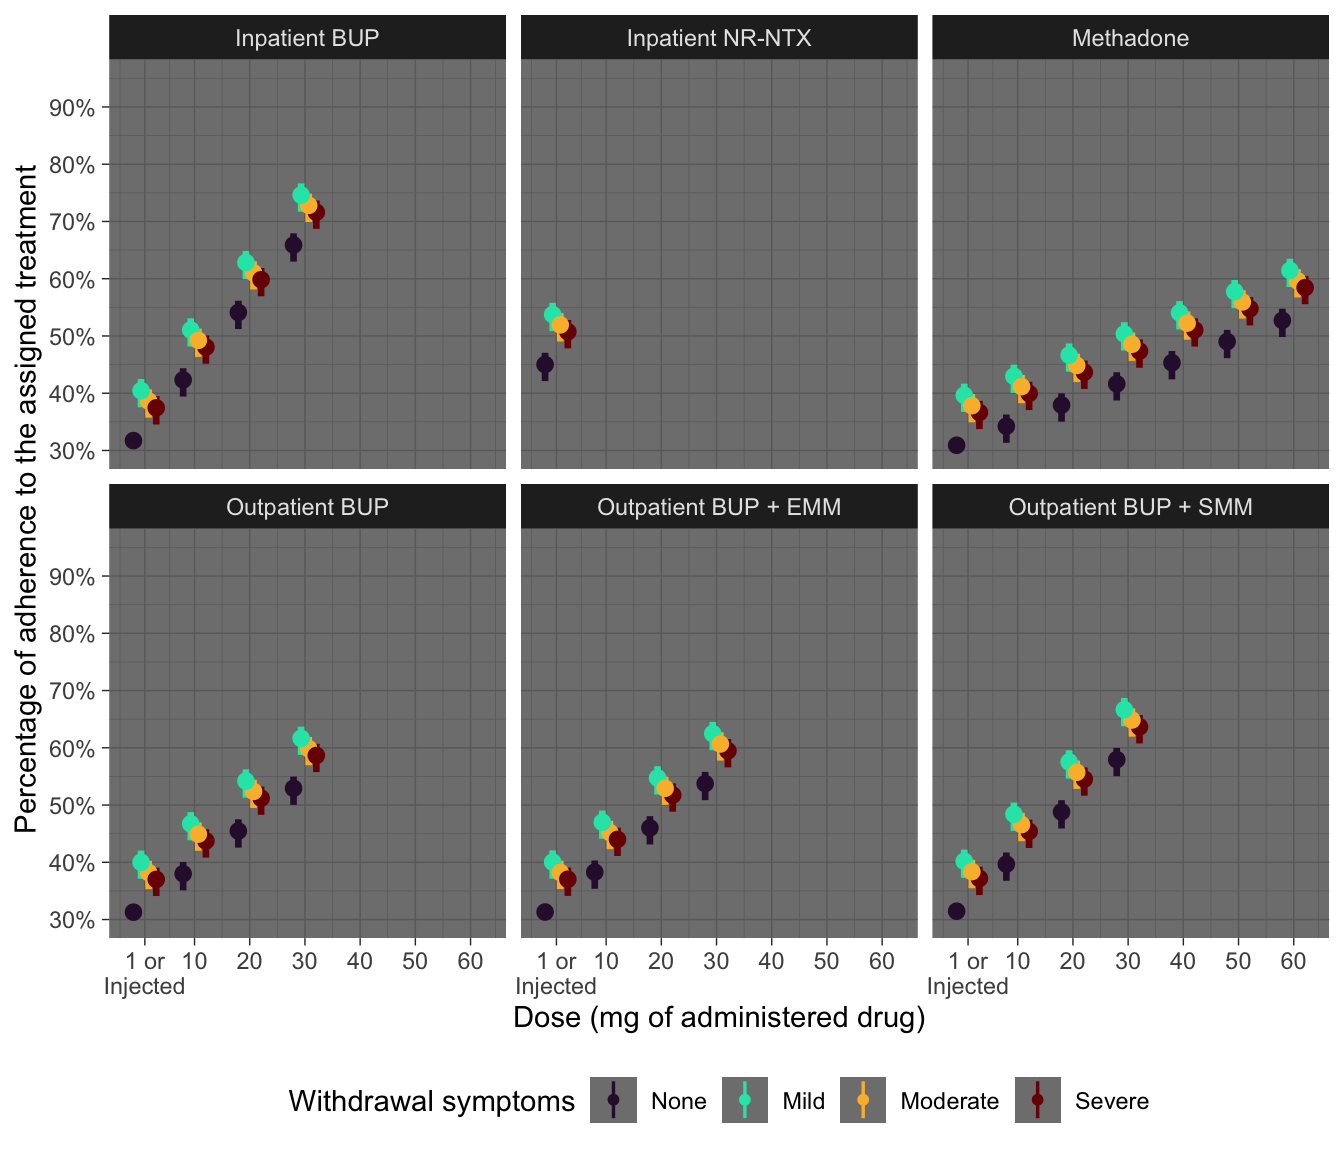 Inpatient BUP
Inpatient NR-NTX
Methadone
90%
80%
70%
60%
50%
40%
30%
Outpatient BUP
Outpatient BUP + EMM
Outpatient BUP + SMM
90%
80%
70%
60%
50%
40%
30%
Percentage of adherence to the assigned treatment
1 or 10 20 30 40 50 60
Injected
1 or 10 20 30 40 50 60
Injected
1 or 10 20 30 40 50 60
Injected
Dose (mg of administered drug)
Withdrawal symptoms None Mild Moderate Severe